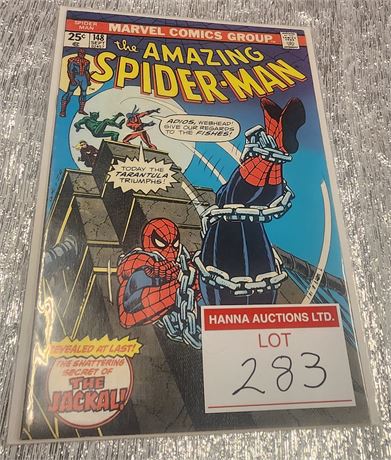 SPIDER
MAN
MARVEL COMICS GROUP
25¢
148
SEPT
the AMAZING
SPIDER-MAN
ADIOS, WEBHEAD!
GIVE OUR REGARDS
TO THE FISHES!
TODAY THE
TARANTULA
TRIUMPHS!
HANNA AUCTIONS LTD.
LOT
283
REVEALED AT LAST!
THE SHATTERING
SECRET OF
THE
JACKAL!